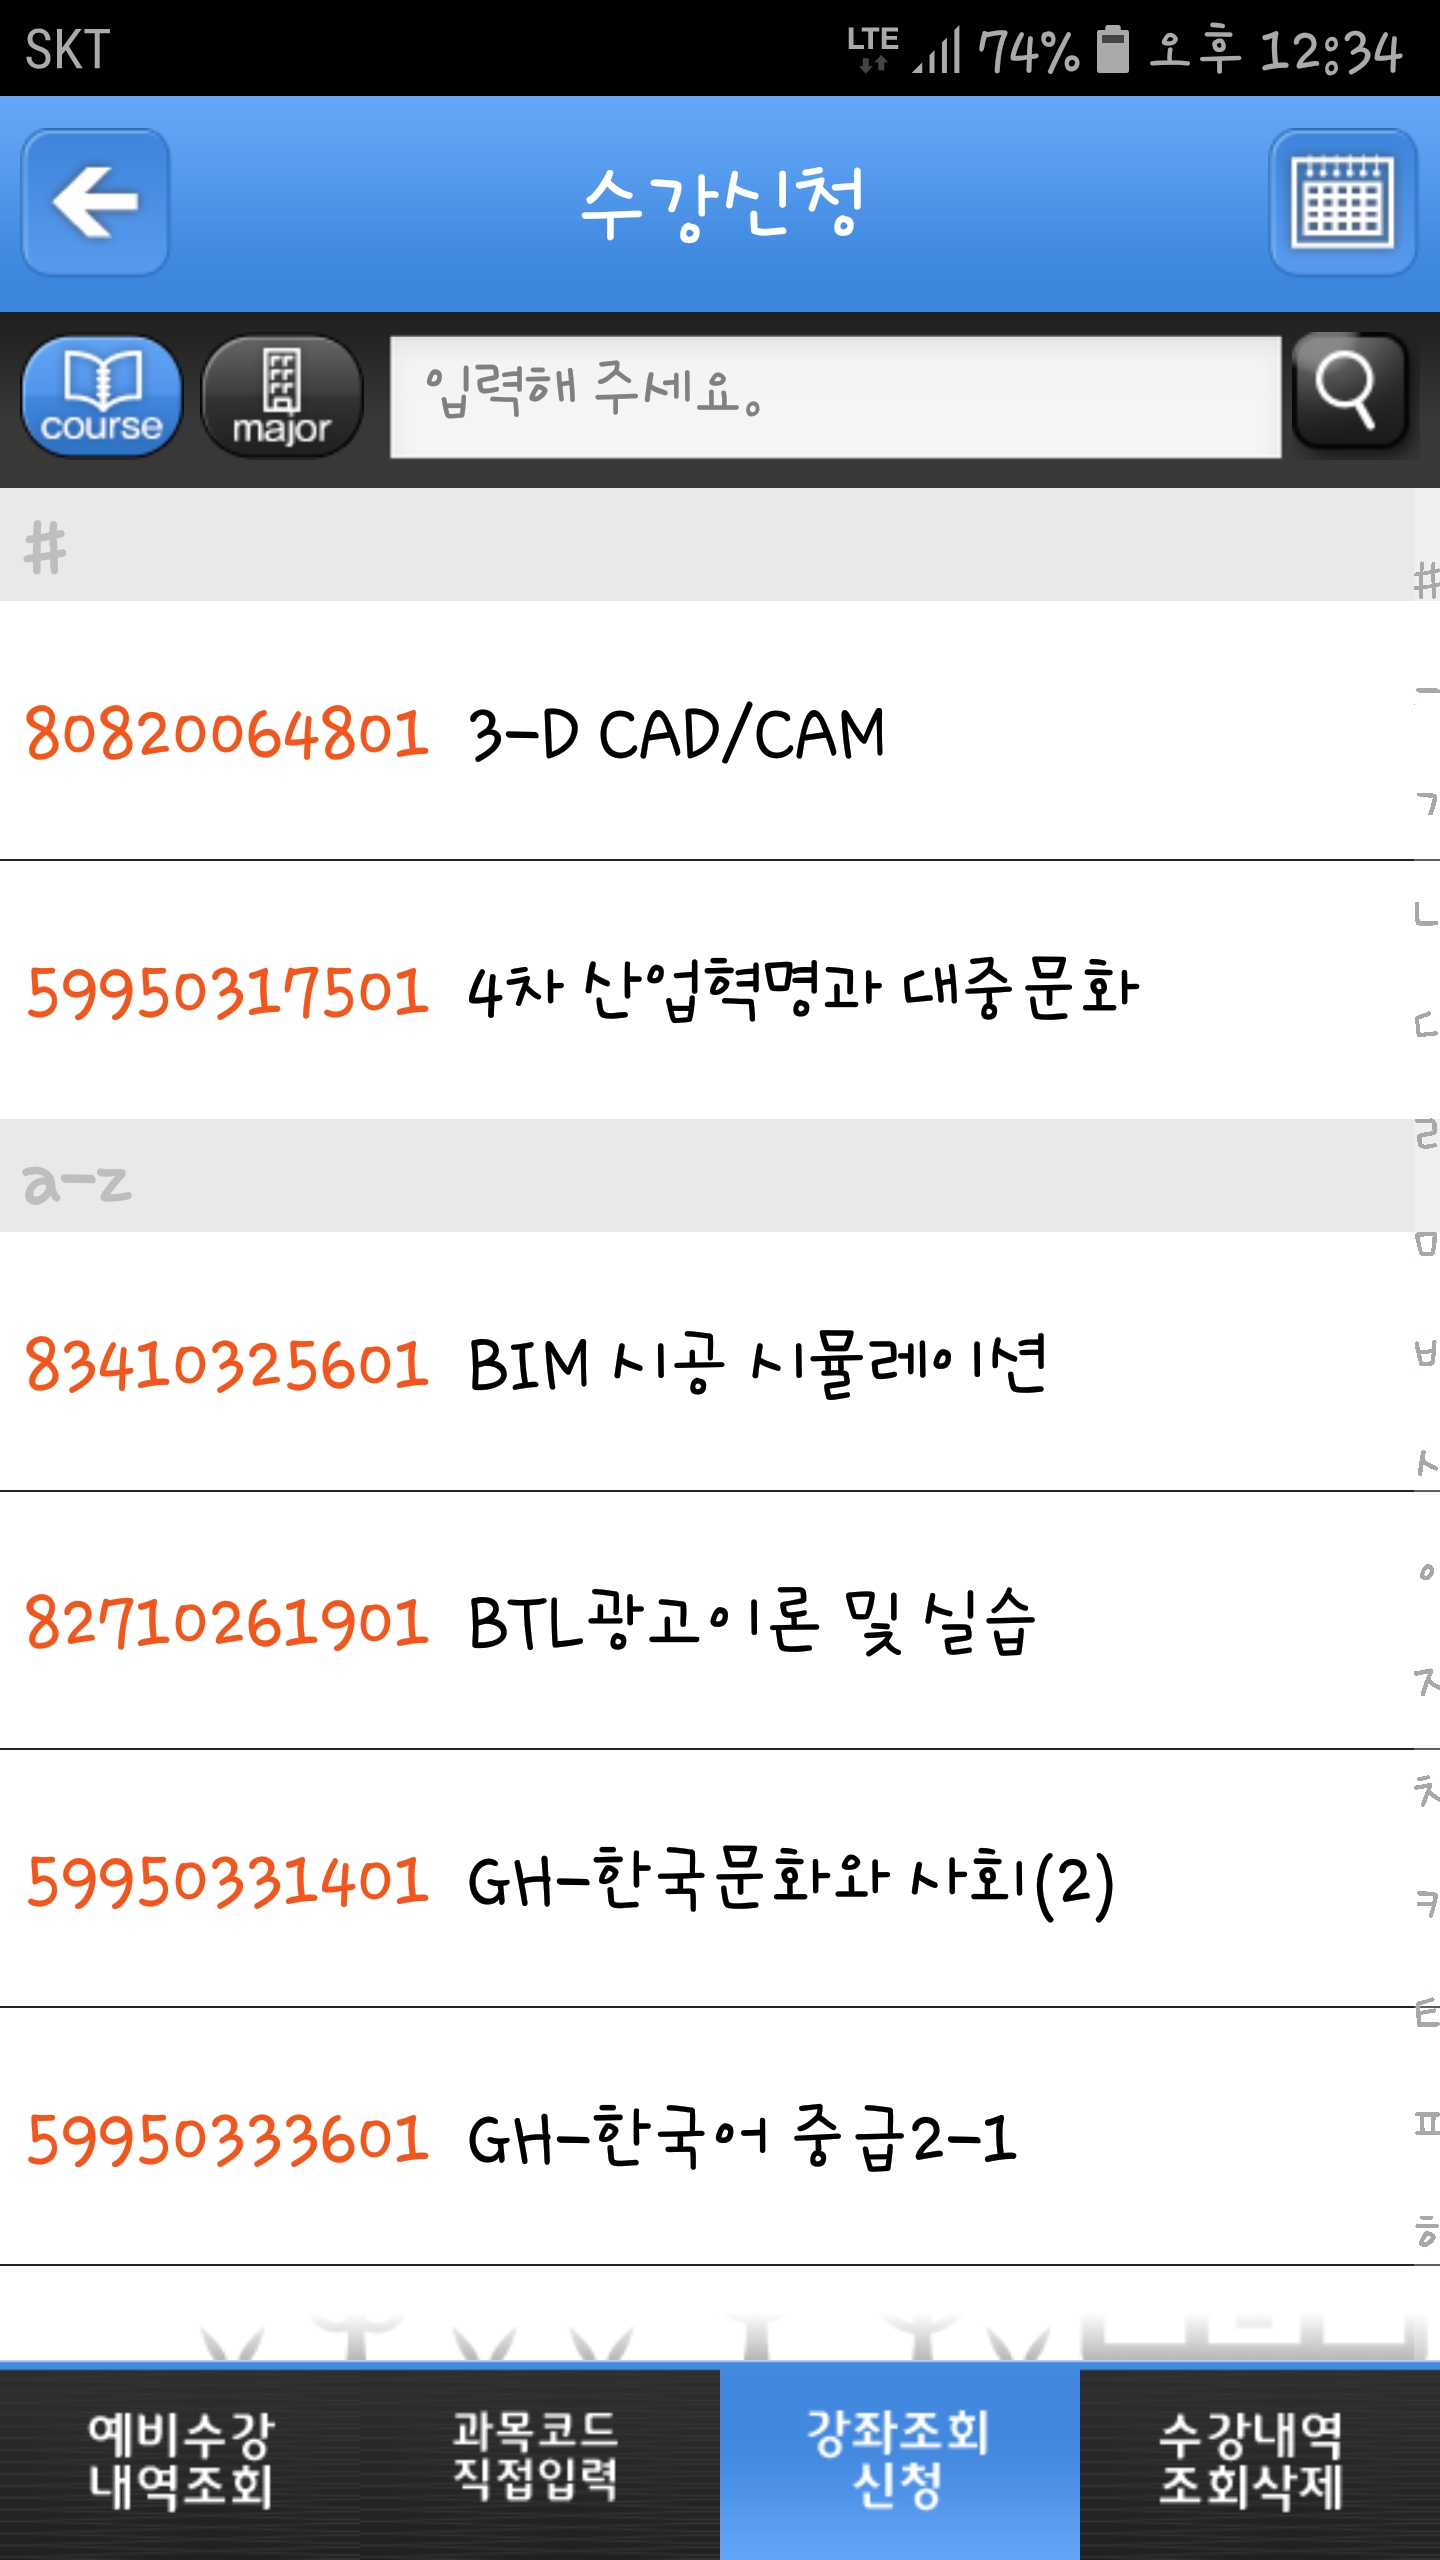 SKT LTE 74% 오후 12:34
수강신청
course major 입력해 주세요.
#
80820064801 3-D CAD/CAM
59950317501 4차 산업혁명과 대중문화
a-z
83410325601 BIM 시공 시뮬레이션
82710261901 BTL광고이론 및 실습
59950331401 GH-한국문화와 사회(2)
59950333601 GH-한국어 중급2-1
#
ㄱ
ㄴ
ㄷ
ㄹ
ㅁ
ㅂ
ㅅ
ㅇ
ㅈ
ㅊ
ㅋ
ㅌ
ㅍ
ㅎ
예비수강
내역조회
과목코드
직접입력
강좌조회
신청
수강내역
조회삭제